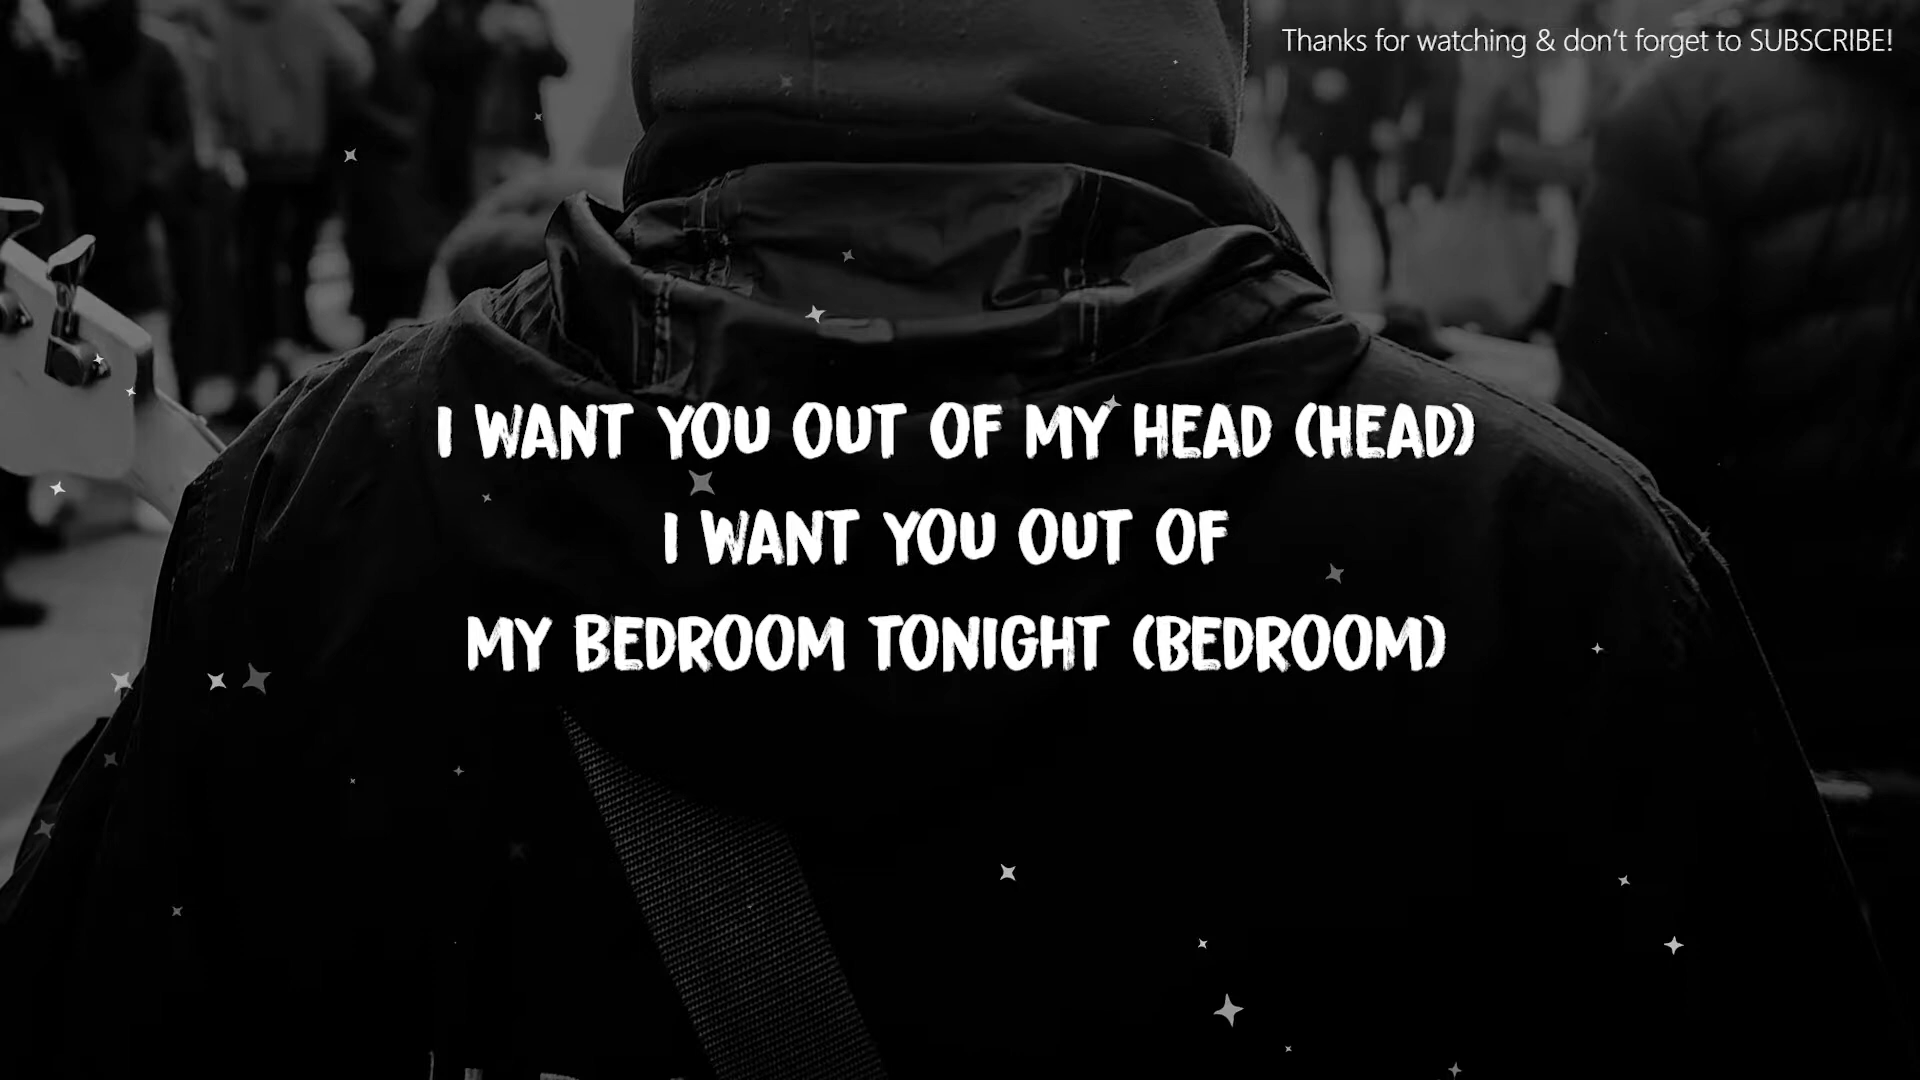 Thanks for watching & don't forget to SUBSCRIBE!
I WANT YOU OUT OF MY HEAD (HEAD)
I WANT YOU OUT OF
MY BEDROOM TONIGHT (BEDROOM)